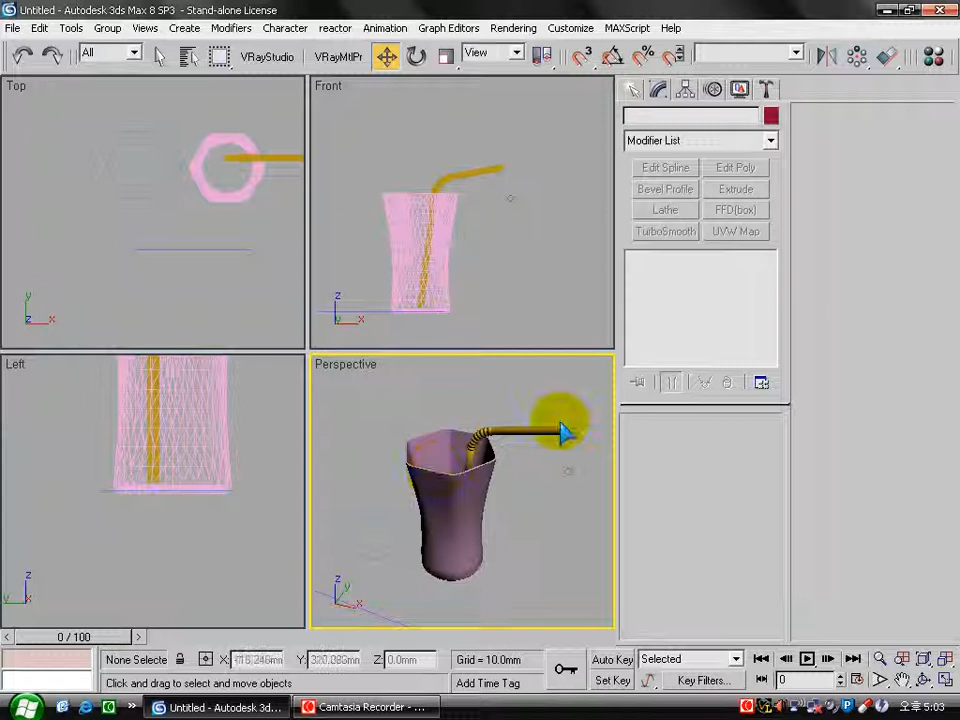 Untitled - Autodesk 3ds Max 8 SP3 - Stand-alone License
File Edit Tools Group Views Create Modifiers Character reactor Animation Graph Editors Rendering Customize MAXScript Help
All VRayStudio VRayMtlPr View
Top
Front
Modifier List
Edit Spline Edit Poly
Bevel Profile Extrude
Lathe FFD(box)
TurboSmooth UVW Map
Left
Perspective
0 / 100
None Selecte X: Y: Z: 0.0mm Grid = 10.0mm Auto Key Selected
Click and drag to select and move objects Add Time Tag Set Key Key Filters... 0
Untitled - Autodesk 3d... Camtasia Recorder - ... 오후 5:03